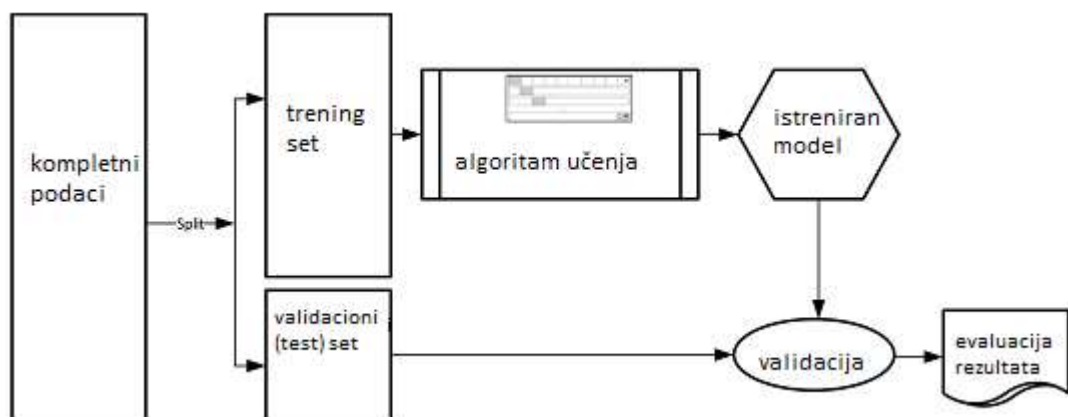 kompletni
podaci
Split
trening
set
validacioni
(test) set
algoritam učenja
istreniran
model
validacija
evaluacija
rezultata